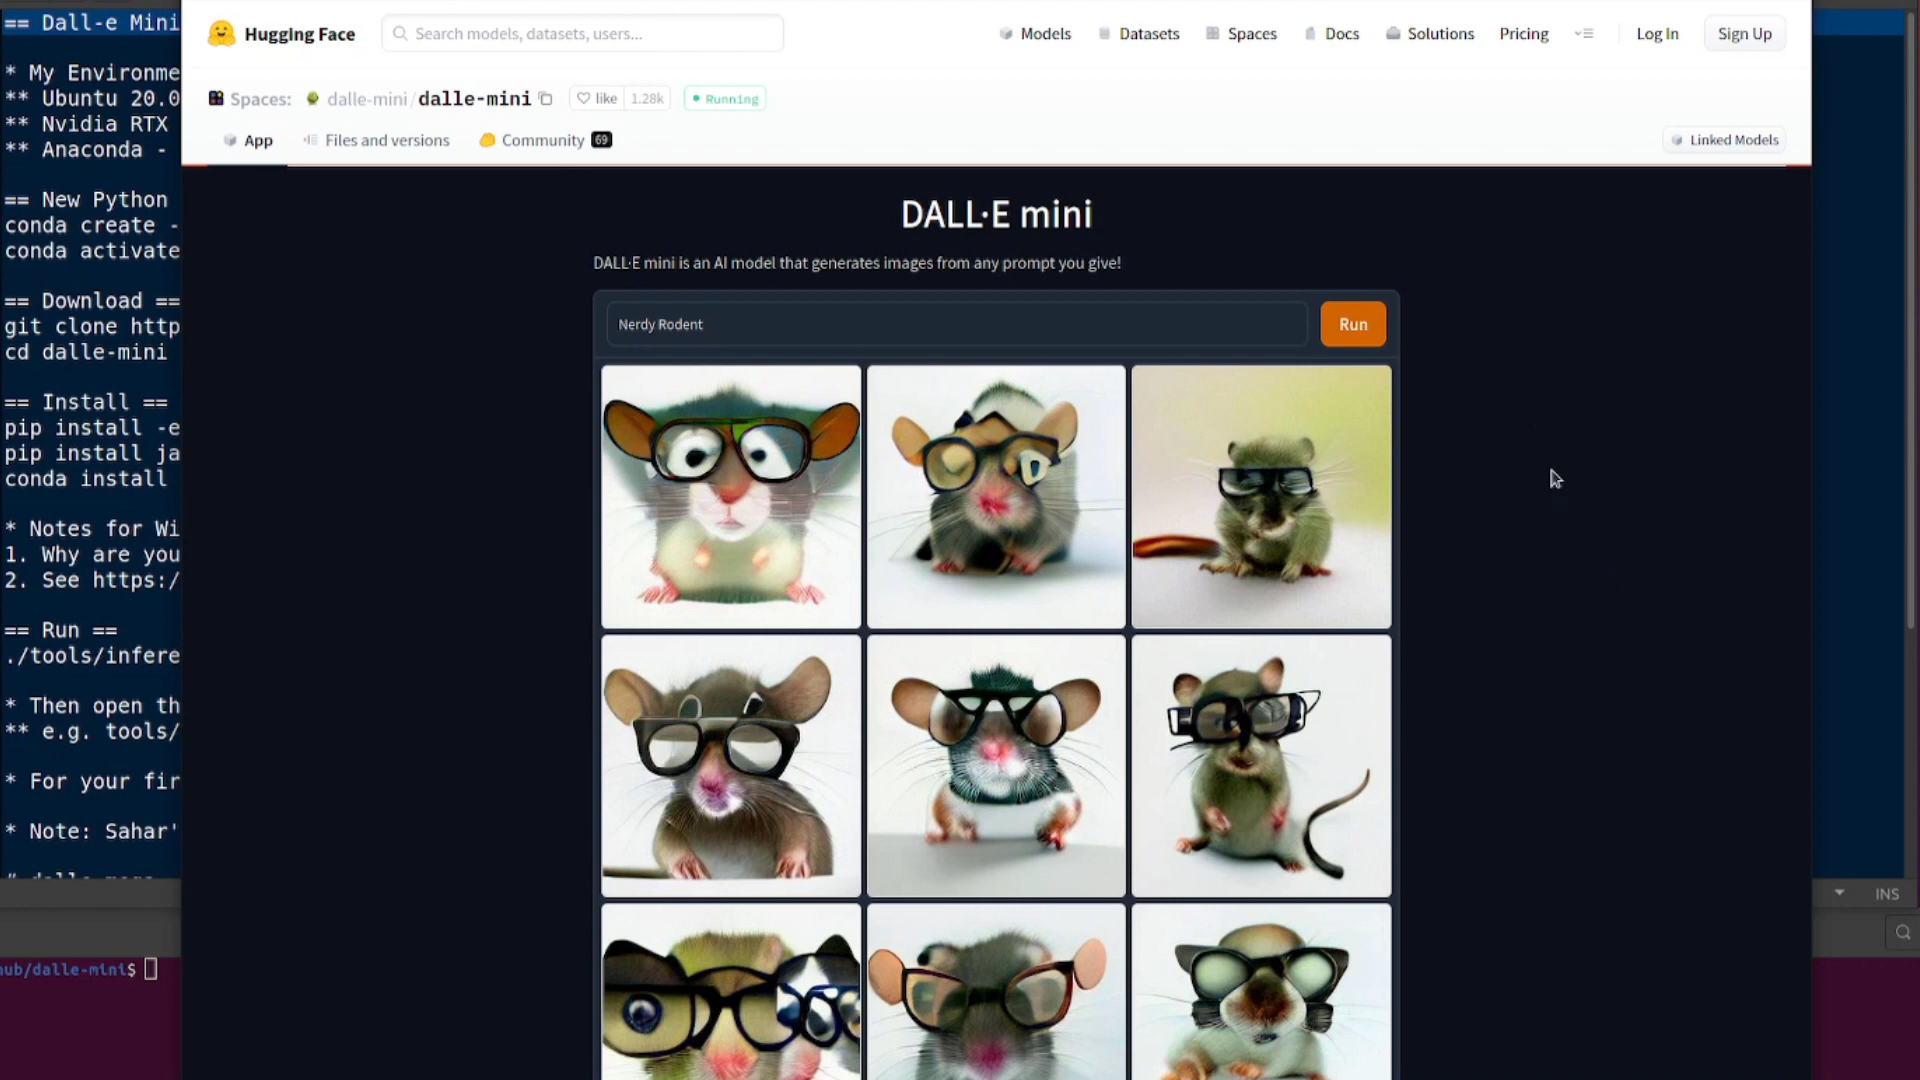 == Dall-e Mini
* My Environme
** Ubuntu 20.0
** Nvidia RTX
** Anaconda -
== New Python
conda create -
conda activate
== Download ==
git clone http
cd dalle-mini
== Install ==
pip install -e
pip install ja
conda install
* Notes for Wi
1. Why are you
2. See https:/
== Run ==
./tools/infere
* Then open th
** e.g. tools/
* For your fir
* Note: Sahar'
ub/dalle-mini$
Hugging Face
Search models, datasets, users...
Models
Datasets
Spaces
Docs
Solutions
Pricing
Log In
Sign Up
Spaces:
dalle-mini/dalle-mini
like 1.28k
Running
App
Files and versions
Community 69
Linked Models
DALL·E mini
DALL·E mini is an AI model that generates images from any prompt you give!
Nerdy Rodent
Run
INS